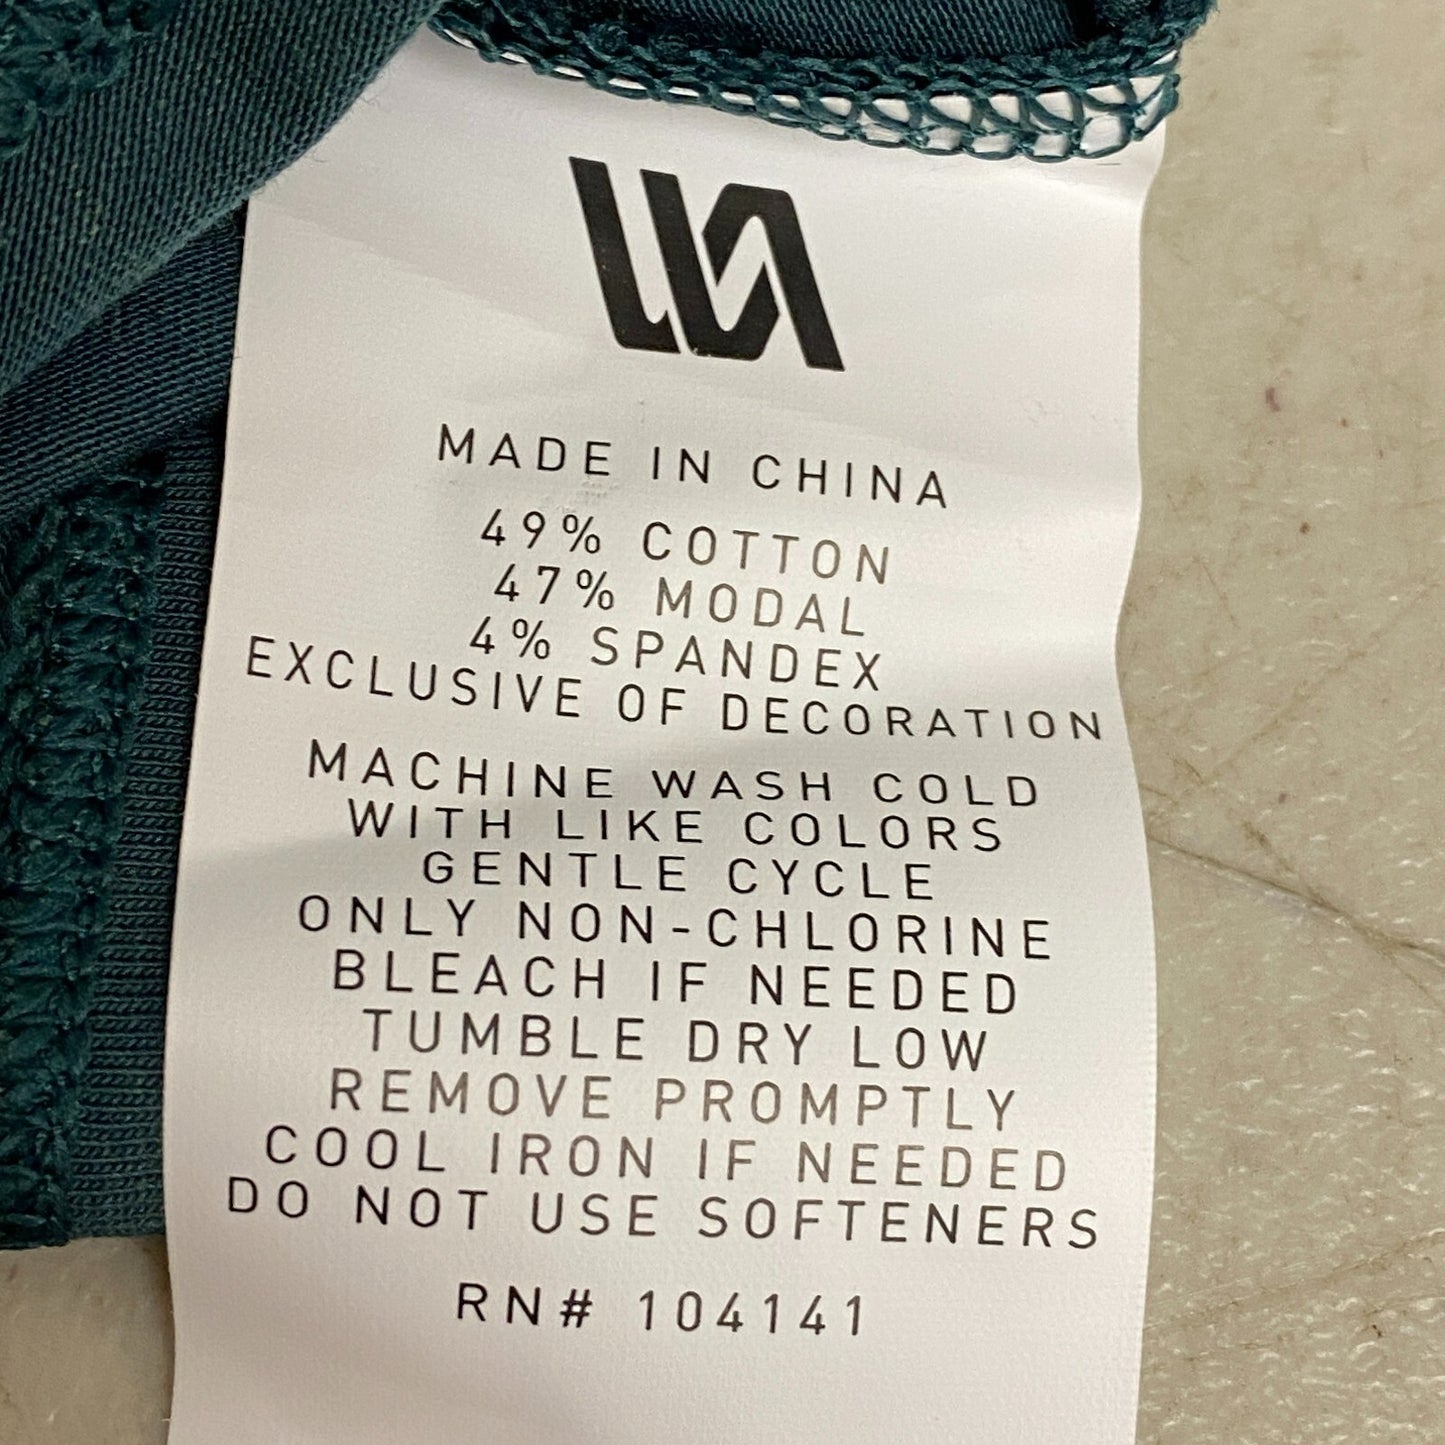 MADE IN CHINA
49% COTTON
47% MODAL
4% SPANDEX
EXCLUSIVE OF DECORATION
MACHINE WASH COLD
WITH LIKE COLORS
GENTLE CYCLE
ONLY NON-CHLORINE
BLEACH IF NEEDED
TUMBLE DRY LOW
REMOVE PROMPTLY
COOL IRON IF NEEDED
DO NOT USE SOFTENERS
RN# 104141